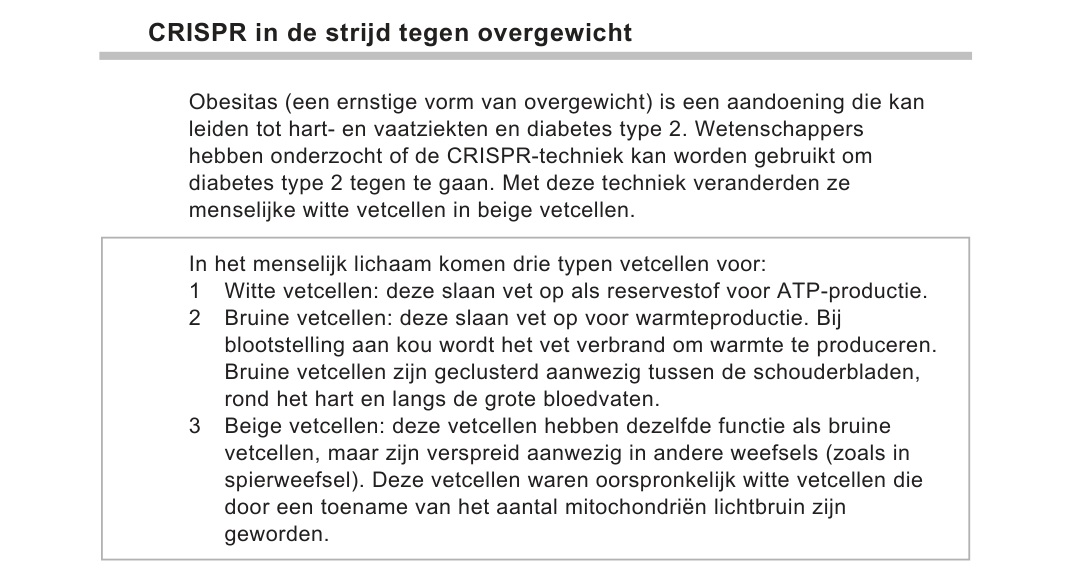 CRISPR in de strijd tegen overgewicht
Obesitas (een ernstige vorm van overgewicht) is een aandoening die kan
leiden tot hart- en vaatziekten en diabetes type 2. Wetenschappers
hebben onderzocht of de CRISPR-techniek kan worden gebruikt om
diabetes type 2 tegen te gaan. Met deze techniek veranderden ze
menselijke witte vetcellen in beige vetcellen.
In het menselijk lichaam komen drie typen vetcellen voor:
1 Witte vetcellen: deze slaan vet op als reservestof voor ATP-productie.
2 Bruine vetcellen: deze slaan vet op voor warmteproductie. Bij
blootstelling aan kou wordt het vet verbrand om warmte te produceren.
Bruine vetcellen zijn geclusterd aanwezig tussen de schouderbladen,
rond het hart en langs de grote bloedvaten.
3 Beige vetcellen: deze vetcellen hebben dezelfde functie als bruine
vetcellen, maar zijn verspreid aanwezig in andere weefsels (zoals in
spierweefsel). Deze vetcellen waren oorspronkelijk witte vetcellen die
door een toename van het aantal mitochondriën lichtbruin zijn
geworden.